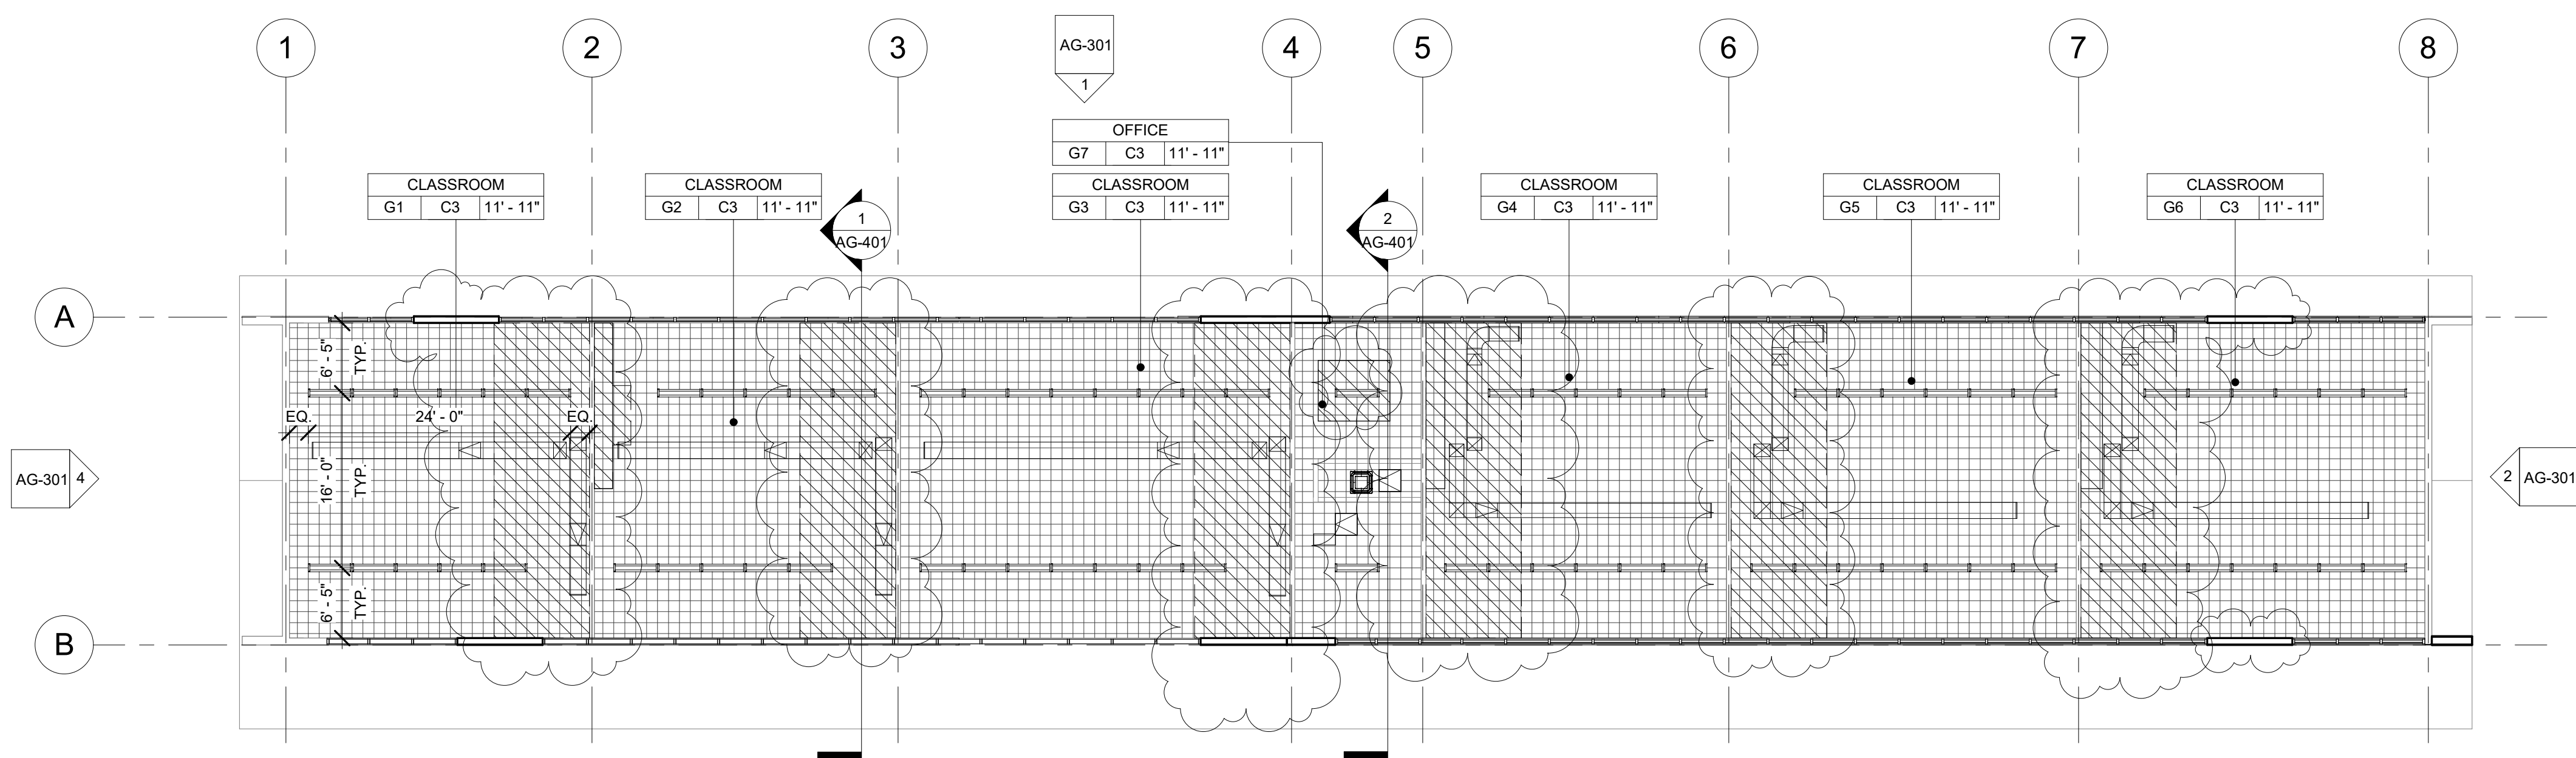 1
2
3
4
5
6
7
8
AG-301
1
OFFICE
G7 C3 11' - 11"
CLASSROOM
G1 C3 11' - 11"
CLASSROOM
G2 C3 11' - 11"
CLASSROOM
G3 C3 11' - 11"
CLASSROOM
G4 C3 11' - 11"
CLASSROOM
G5 C3 11' - 11"
CLASSROOM
G6 C3 11' - 11"
1
AG-401
2
AG-401
A
6' - 5"
TYP.
EQ.
24' - 0"
EQ.
AG-301 4
16' - 0"
TYP.
2 AG-301
6' - 5"
TYP.
B